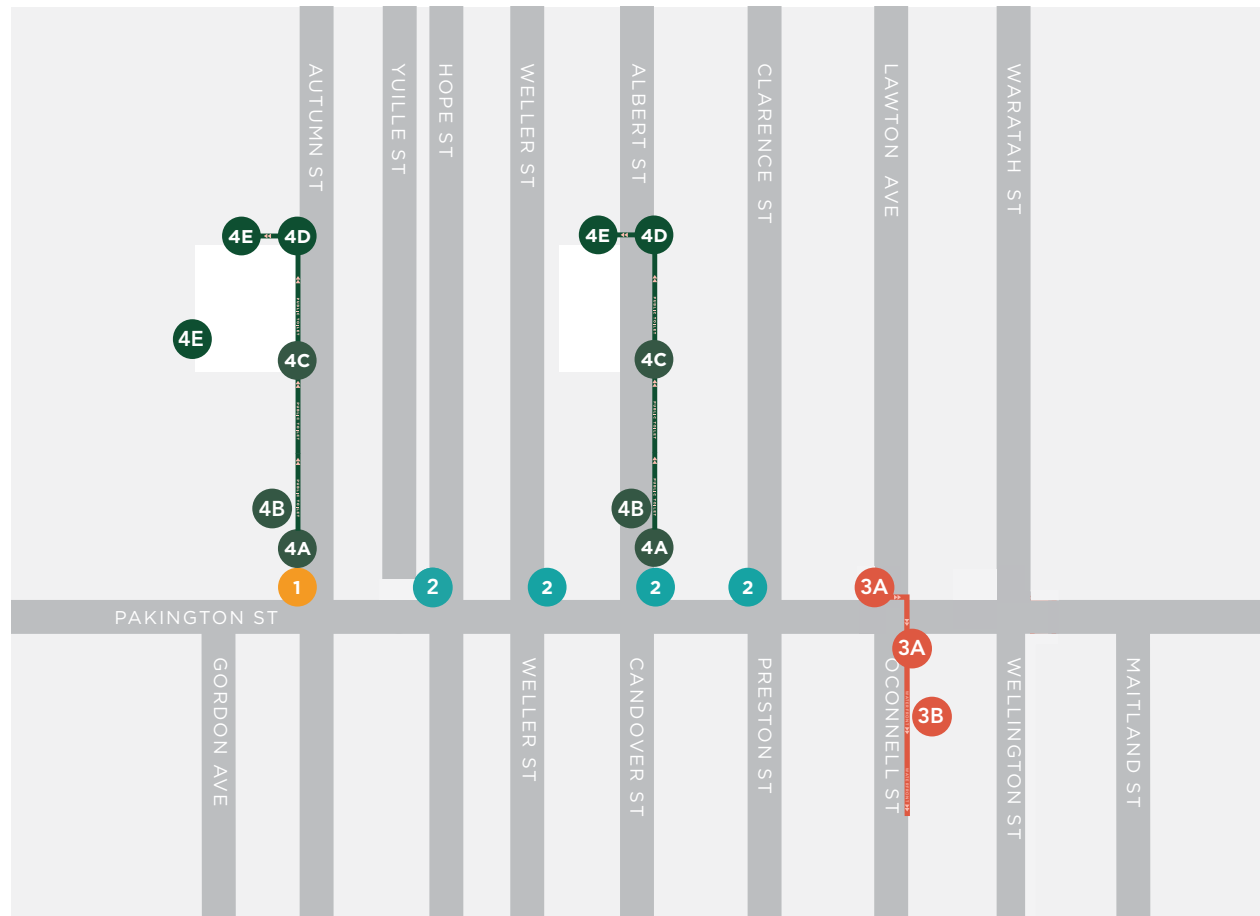 AUTUMN ST
YUILLE ST
HOPE ST
WELLER ST
ALBERT ST
CLARENCE ST
LAWTON AVE
WARATAH ST
4E
4D
4E
4D
4E
4C
4C
4B
4B
4A
4A
1
2
2
2
2
3A
PAKINGTON ST
3A
3B
GORDON AVE
WELLER ST
CANDOVER ST
PRESTON ST
OCONNELL ST
WELLINGTON ST
MAITLAND ST